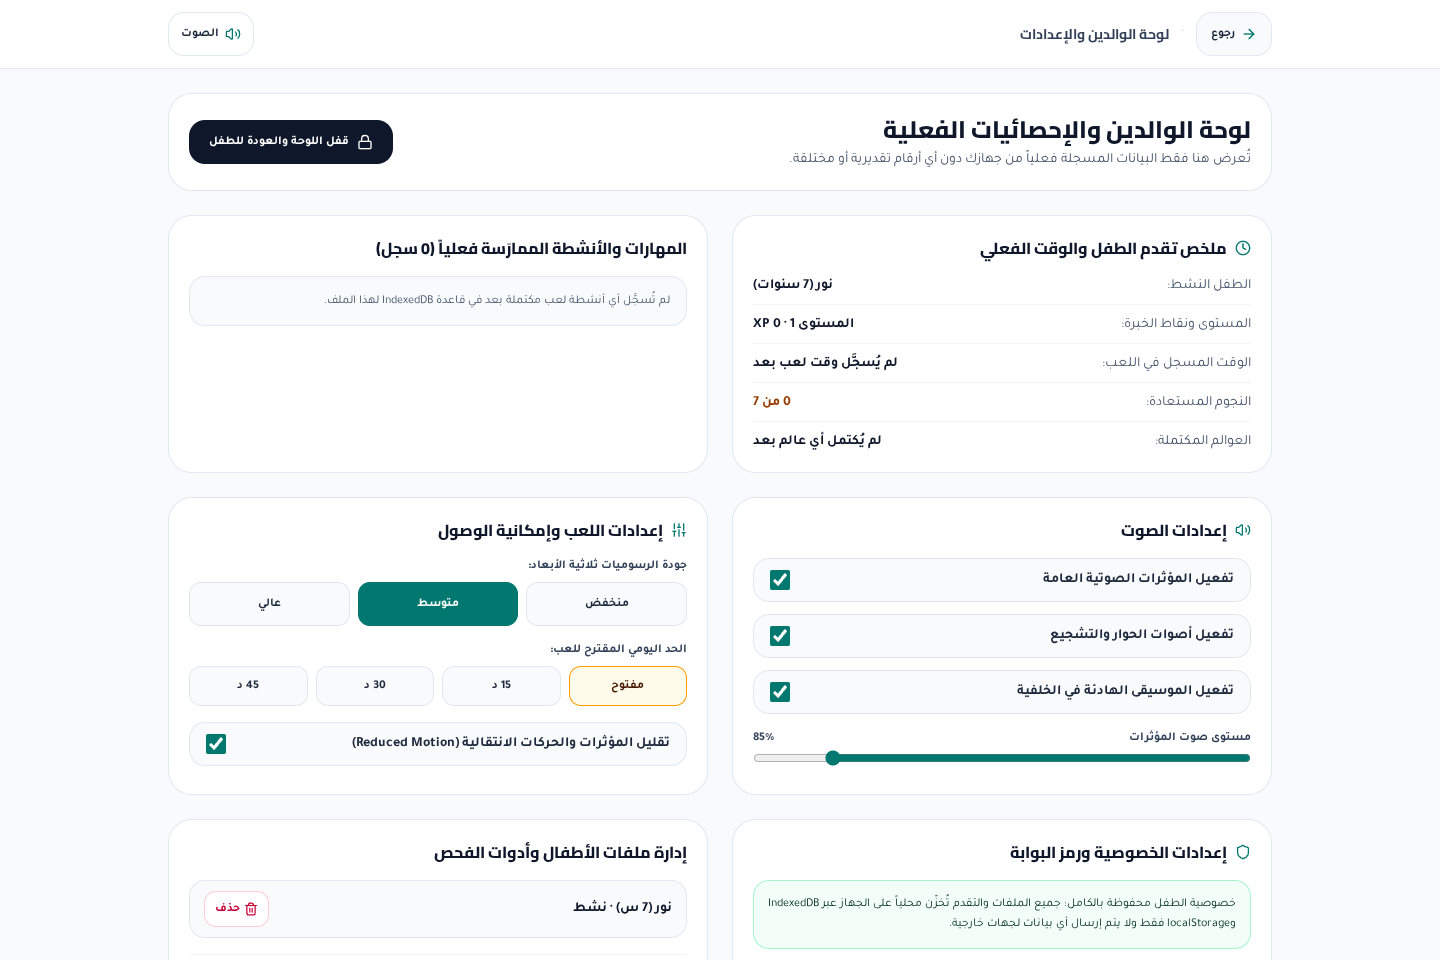 رجوع
لوحة الوالدين والإعدادات
الصوت
لوحة الوالدين والإحصائيات الفعلية
تُعرض هنا فقط البيانات المسجلة فعلياً من جهازك دون أي أرقام تقديرية أو مختلقة.
قفل اللوحة والعودة للطفل
ملخص تقدم الطفل والوقت الفعلي
الطفل النشط:
نور (7 سنوات)
المستوى ونقاط الخبرة:
المستوى 1 · 0 XP
الوقت المسجل في اللعب:
لم يُسجَّل وقت لعب بعد
النجوم المستعادة:
0 من 7
العوالم المكتملة:
لم يُكتمل أي عالم بعد
المهارات والأنشطة الممارَسة فعلياً (0 سجل)
لم تُسجَّل أي أنشطة لعب مكتملة بعد في قاعدة IndexedDB لهذا الملف.
إعدادات الصوت
تفعيل المؤثرات الصوتية العامة
تفعيل أصوات الحوار والتشجيع
تفعيل الموسيقى الهادئة في الخلفية
مستوى صوت المؤثرات
85%
إعدادات اللعب وإمكانية الوصول
جودة الرسوميات ثلاثية الأبعاد:
منخفض
متوسط
عالي
الحد اليومي المقترح للعب:
مفتوح
15 د
30 د
45 د
تقليل المؤثرات والحركات الانتقالية (Reduced Motion)
إعدادات الخصوصية ورمز البوابة
خصوصية الطفل محفوظة بالكامل: جميع الملفات والتقدم تُخزّن محلياً على الجهاز عبر IndexedDB
وlocalStorage فقط ولا يتم إرسال أي بيانات لجهات خارجية.
إدارة ملفات الأطفال وأدوات الفحص
نور (7 س) · نشط
حذف